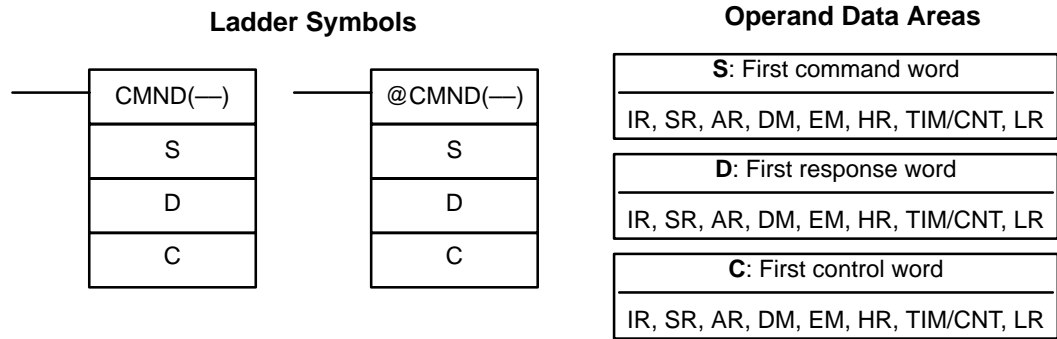 Ladder Symbols
CMND(—)
S
D
C
@CMND(—)
S
D
C
Operand Data Areas
S: First command word
IR, SR, AR, DM, EM, HR, TIM/CNT, LR
D: First response word
IR, SR, AR, DM, EM, HR, TIM/CNT, LR
C: First control word
IR, SR, AR, DM, EM, HR, TIM/CNT, LR